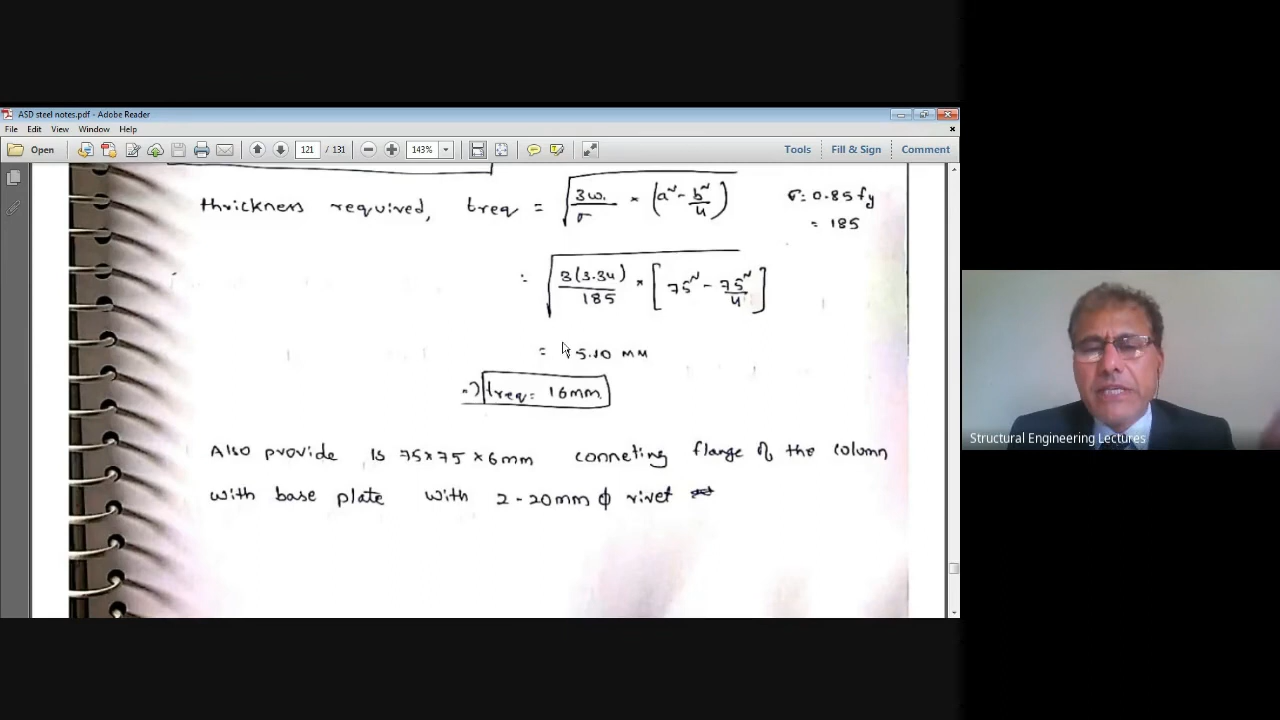 ASD steel notes.pdf - Adobe Reader
File Edit View Window Help
Open 121 / 131 143% Tools Fill & Sign Comment
thrickness required, treq = √ 3w/σ × (a² - b²/4) σ = 0.85 fy
= 185
= √ 3(3.34)/185 × [75² - 75²/4]
= 15.10 mm
⇒ treq = 16mm
Also provide IS 75×75×6mm conneting flange of the column
with base plate with 2-20mm ϕ rivet
Structural Engineering Lectures